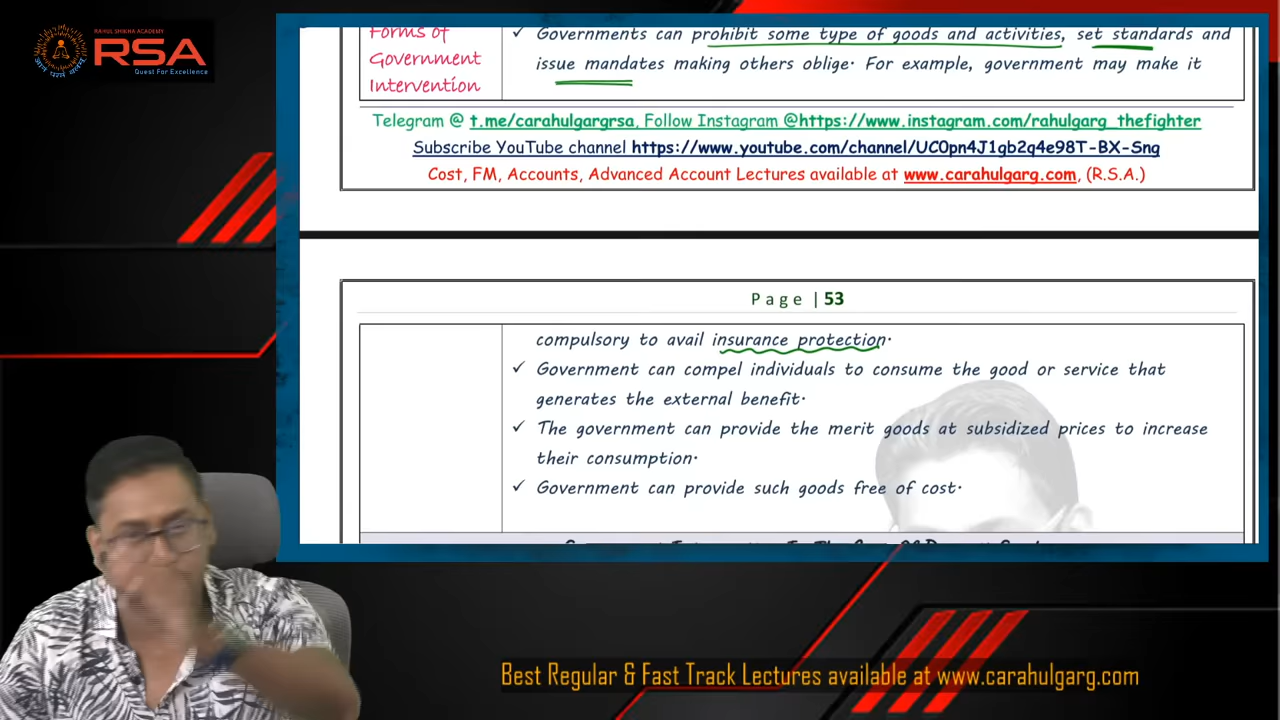 RAHUL SHIKHA ACADEMY
RSA
Quest For Excellence
Forms of
Government
Intervention
✓ Governments can prohibit some type of goods and activities, set standards and
issue mandates making others oblige. For example, government may make it
Telegram @ t.me/carahulgargrsa, Follow Instagram @https://www.instagram.com/rahulgarg_thefighter
Subscribe YouTube channel https://www.youtube.com/channel/UC0pn4J1gb2q4e98T-BX-Sng
Cost, FM, Accounts, Advanced Account Lectures available at www.carahulgarg.com, (R.S.A.)
Page | 53
compulsory to avail insurance protection.
✓ Government can compel individuals to consume the good or service that
generates the external benefit.
✓ The government can provide the merit goods at subsidized prices to increase
their consumption.
✓ Government can provide such goods free of cost.
Best Regular & Fast Track Lectures available at www.carahulgarg.com